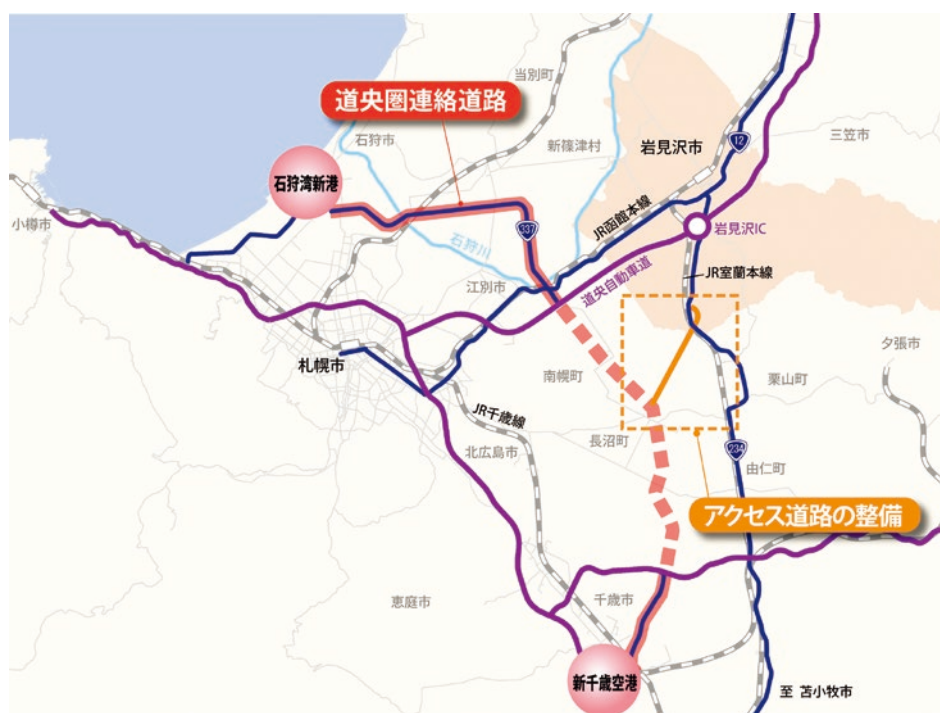 当別町
道央圏連絡道路
石狩市
新篠津村
岩見沢市
12
三笠市
石狩湾新港
小樽市
337
JR函館本線
岩見沢IC
石狩川
道央自動車道
JR室蘭本線
江別市
札幌市
南幌町
夕張市
栗山町
JR千歳線
長沼町
北広島市
234
由仁町
アクセス道路の整備
恵庭市
千歳市
新千歳空港
至 苫小牧市